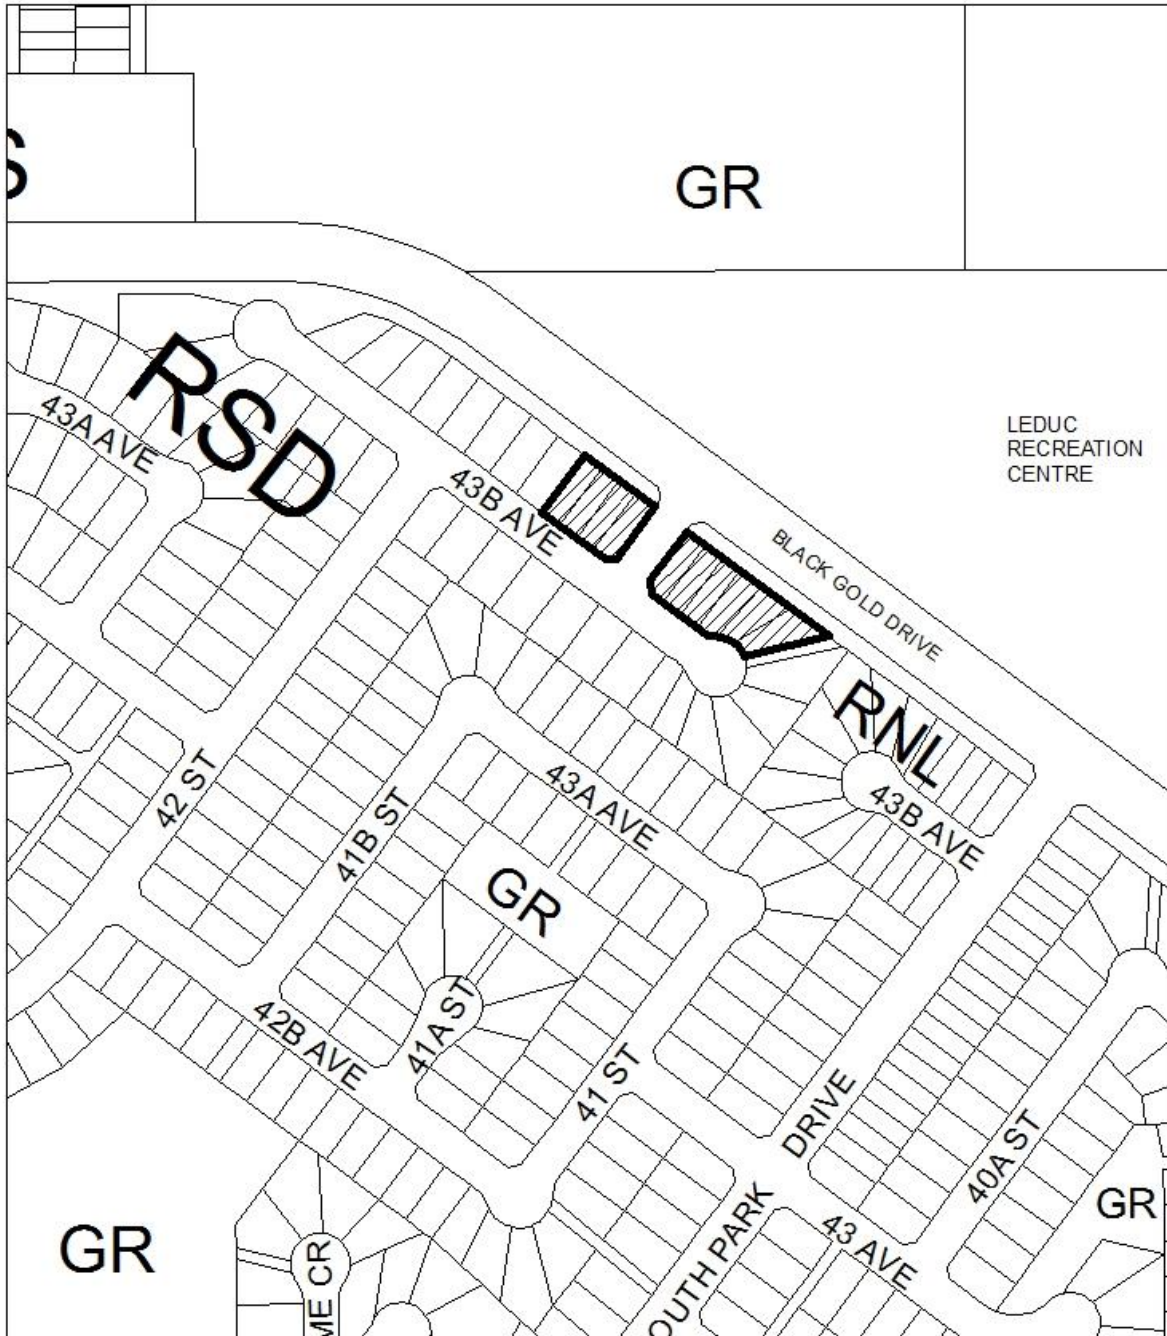 S
GR
RSD
43A AVE
LEDUC
RECREATION
CENTRE
43B AVE
BLACK GOLD DRIVE
RNL
42 ST
43A AVE
41B ST
43B AVE
GR
41A ST
42B AVE
41 ST
DRIVE
40A ST
GR
GR
OUTH PARK
43 AVE
ME CR